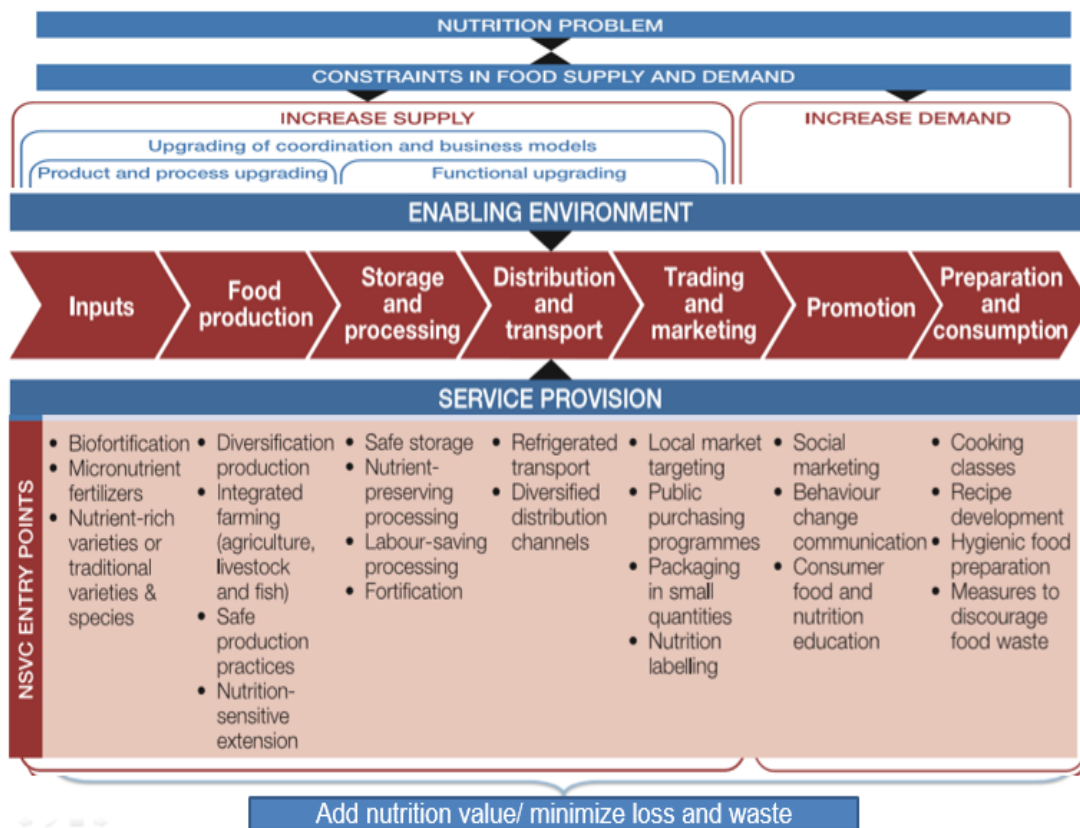 NUTRITION PROBLEM
CONSTRAINTS IN FOOD SUPPLY AND DEMAND
INCREASE SUPPLY
INCREASE DEMAND
Upgrading of coordination and business models
Product and process upgrading
Functional upgrading
ENABLING ENVIRONMENT
Inputs
Food
production
Storage
and
processing
Distribution
and
transport
Trading
and
marketing
Promotion
Preparation
and
consumption
SERVICE PROVISION
NSVC ENTRY POINTS
• Biofortification
• Micronutrient
fertilizers
• Nutrient-rich
varieties or
traditional
varieties &
species
• Diversification
production
• Integrated
farming
(agriculture,
livestock
and fish)
• Safe
production
practices
• Nutrition-
sensitive
extension
• Safe storage
• Nutrient-
preserving
processing
• Labour-saving
processing
• Fortification
• Refrigerated
transport
• Diversified
distribution
channels
• Local market
targeting
• Public
purchasing
programmes
• Packaging
in small
quantities
• Nutrition
labelling
• Social
marketing
• Behaviour
change
communication
• Consumer
food and
nutrition
education
• Cooking
classes
• Recipe
development
• Hygienic food
preparation
• Measures to
discourage
food waste
Add nutrition value/ minimize loss and waste